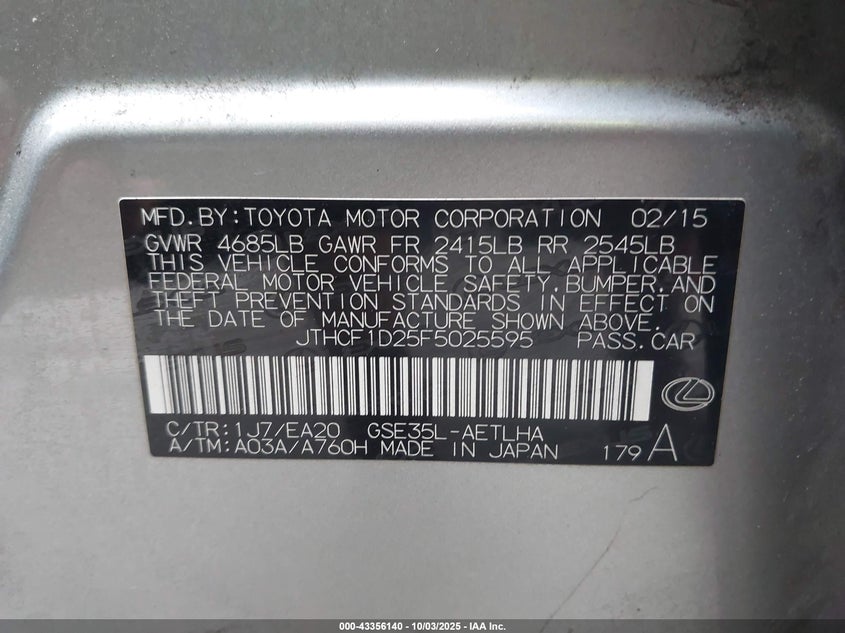 MFD.BY:TOYOTA MOTOR CORPORATION 02/15
GVWR 4685LB GAWR FR 2415LB RR 2545LB
THIS VEHICLE CONFORMS TO ALL APPLICABLE
FEDERAL MOTOR VEHICLE SAFETY,BUMPER,AND
THEFT PREVENTION STANDARDS IN EFFECT ON
THE DATE OF MANUFACTURE SHOWN ABOVE.
JTHCF1D25F5025595 PASS.CAR
C/TR:1J7/EA20 GSE35L-AETLHA
A/TM:A03A/A760H MADE IN JAPAN 179 A
000-43356140 - 10/03/2025 - IAA Inc.